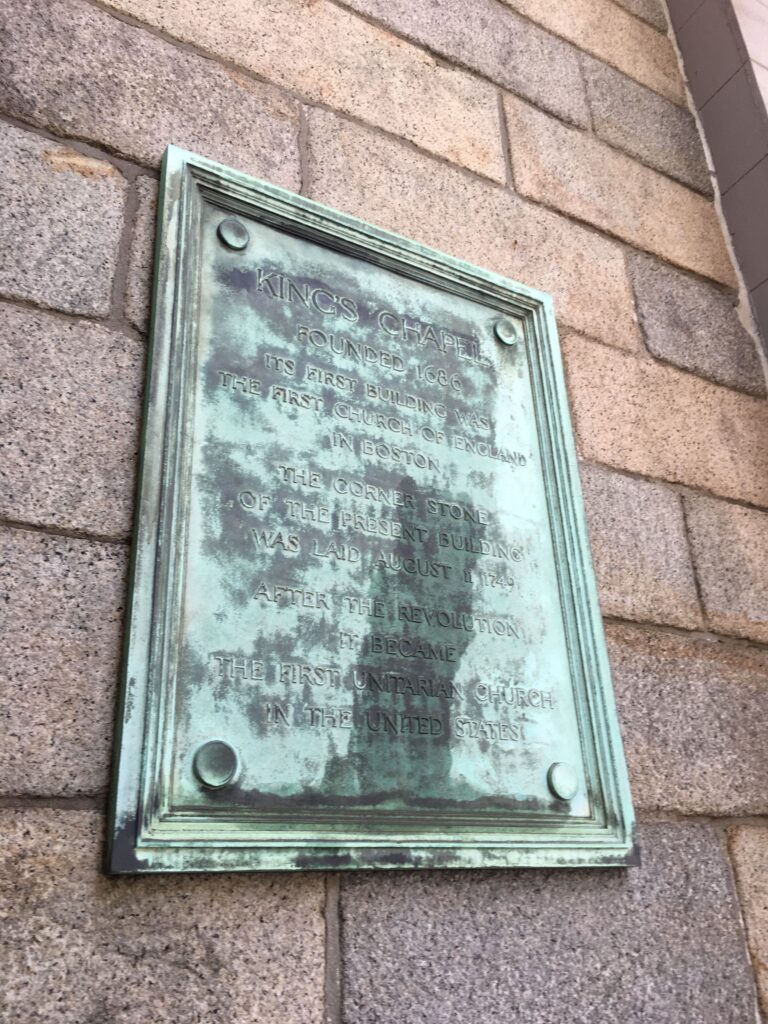 KING'S CHAPEL
FOUNDED 1686
ITS FIRST BUILDING WAS
THE FIRST CHURCH OF ENGLAND
IN BOSTON
THE CORNER STONE
OF THE PRESENT BUILDING
WAS LAID AUGUST 11, 1749
AFTER THE REVOLUTION
IT BECAME
THE FIRST UNITARIAN CHURCH
IN THE UNITED STATES